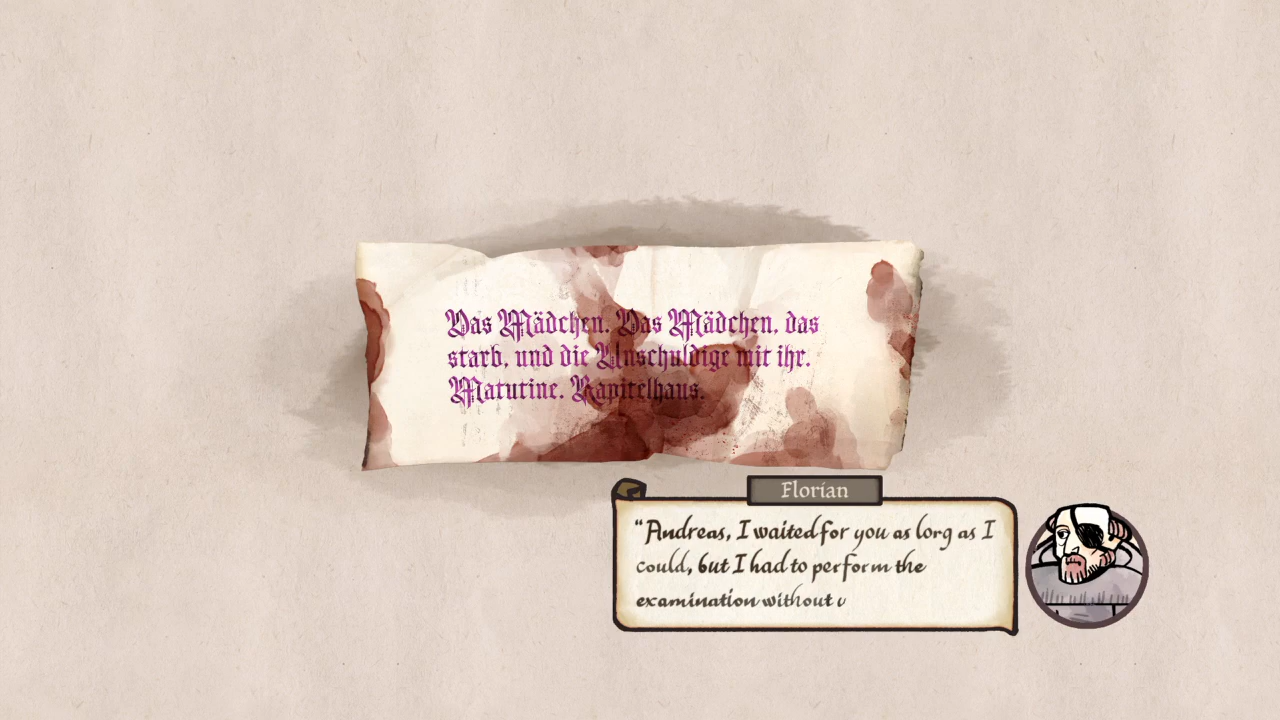 Das Mädchen. Das Mädchen, das
starb, und die Unschuldige mit ihr.
Matutine. Kapitelhaus.
Florian
“Andreas, I waited for you as long as I
could, but I had to perform the
examination without